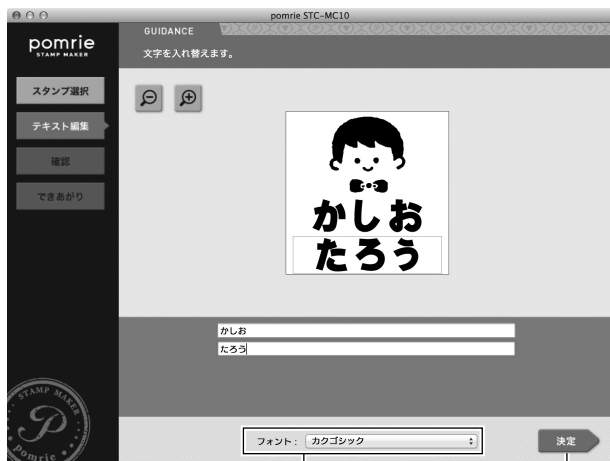 pomrie STC-MC10
pomrie
STAMP MAKER
GUIDANCE
文字を入れ替えます。
スタンプ選択
テキスト編集
確認
できあがり
かしお
たろう
かしお
たろう
フォント： カクゴシック
決定
STAMP MAKER
P
pomrie